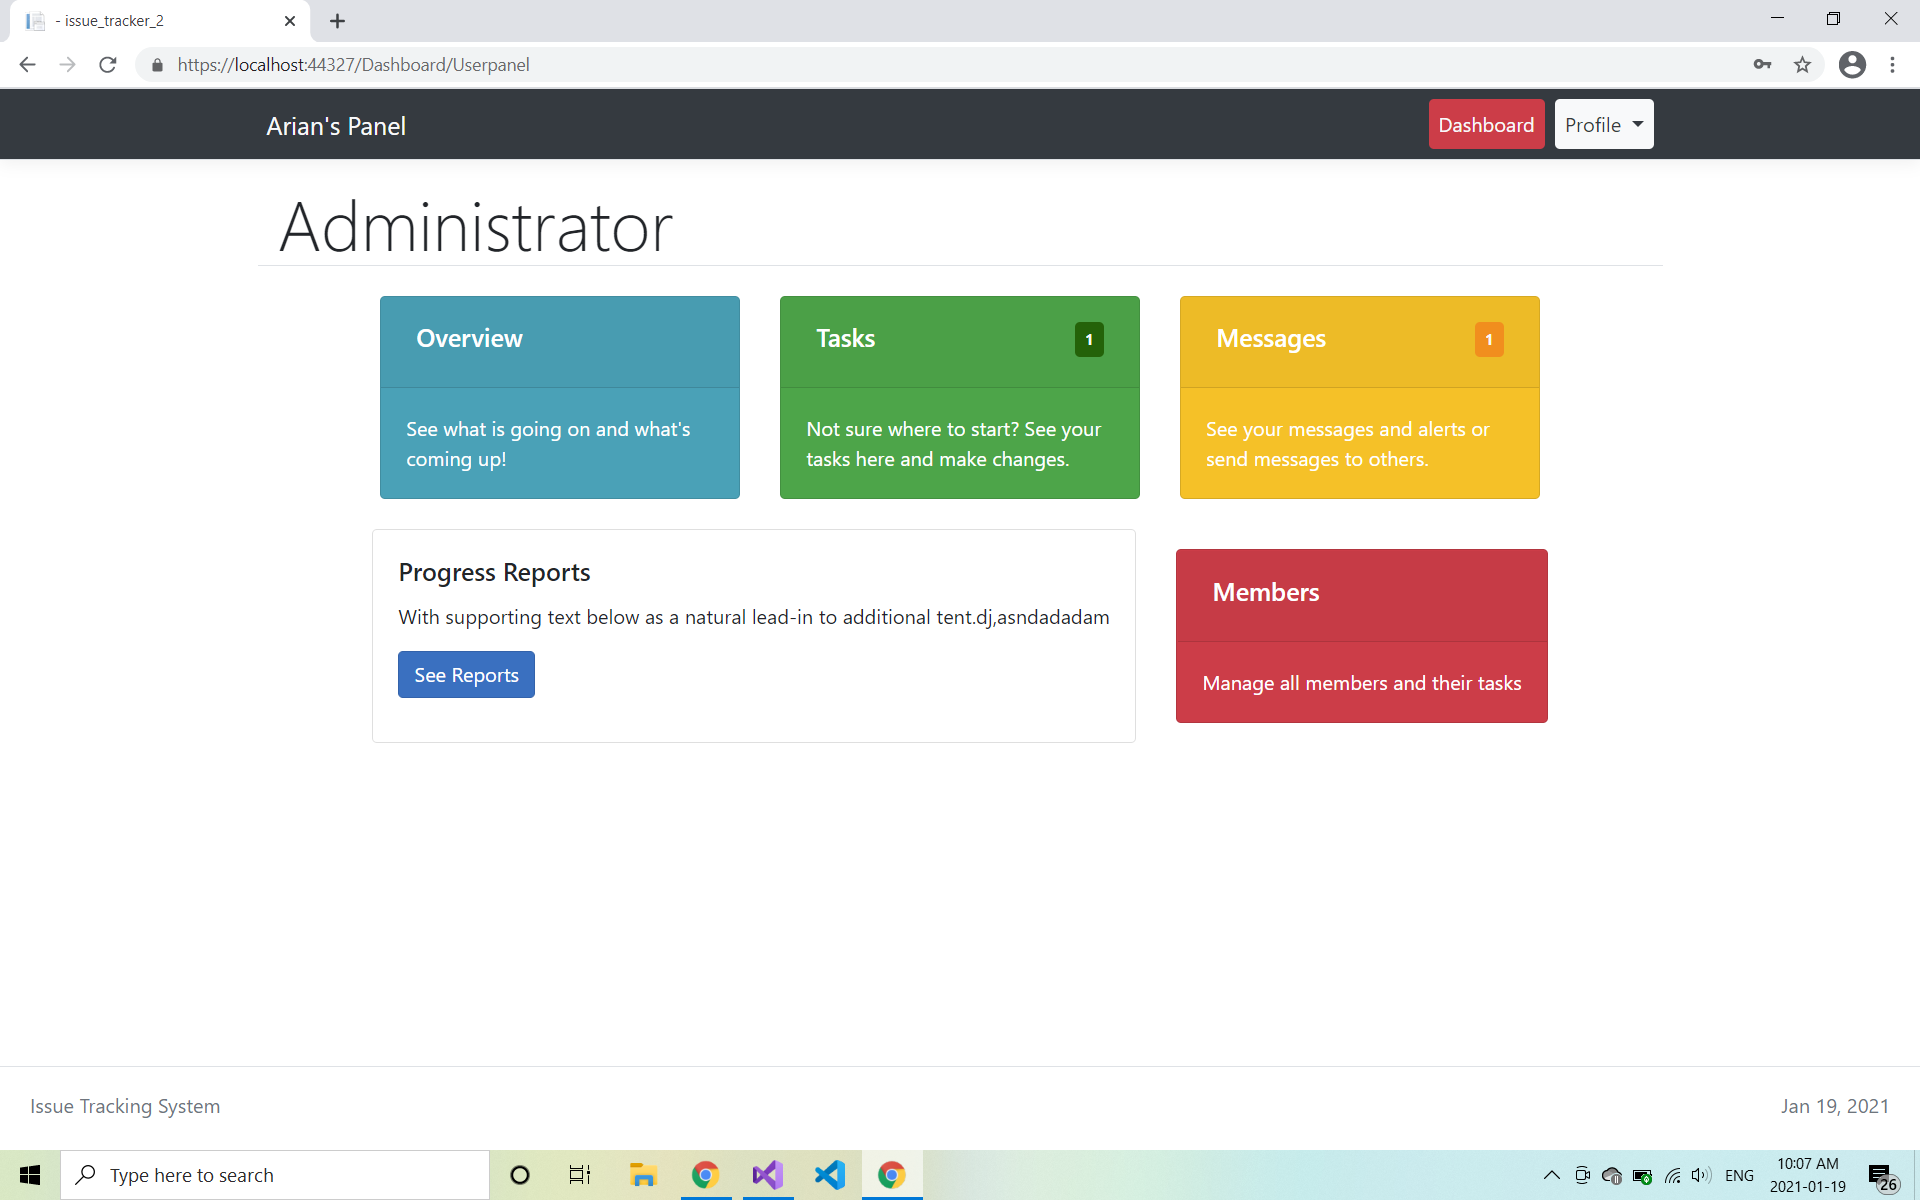 - issue_tracker_2
https://localhost:44327/Dashboard/Userpanel
Arian's Panel
Dashboard
Profile
Administrator
Overview
See what is going on and what's
coming up!
Tasks
1
Not sure where to start? See your
tasks here and make changes.
Messages
1
See your messages and alerts or
send messages to others.
Progress Reports
With supporting text below as a natural lead-in to additional tent.dj,asndadadam
See Reports
Members
Manage all members and their tasks
Issue Tracking System
Jan 19, 2021
Type here to search
ENG
10:07 AM
2021-01-19
26